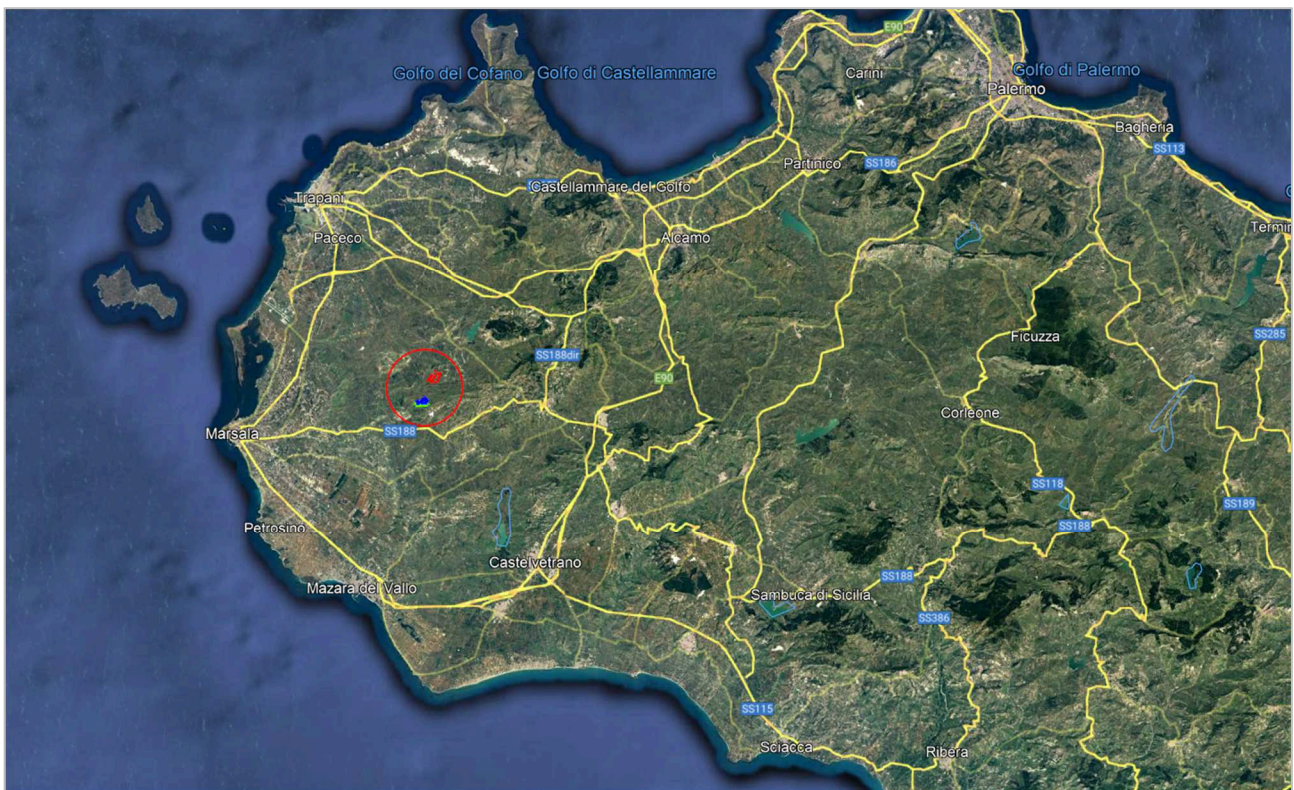 E90
Golfo del Cofano
Golfo di Castellammare
Carini
Golfo di Palermo
Palermo
Bagheria
SS113
Partinico
SS186
Castellammare del Golfo
Trapani
Paceco
Alcamo
Ficuzza
SS285
SS188dir
E90
Corleone
Marsala
SS188
SS118
SS189
Petrosino
SS188
Castelvetrano
SS188
Mazara del Vallo
Sambuca di Sicilia
SS386
SS115
Sciacca
Ribera